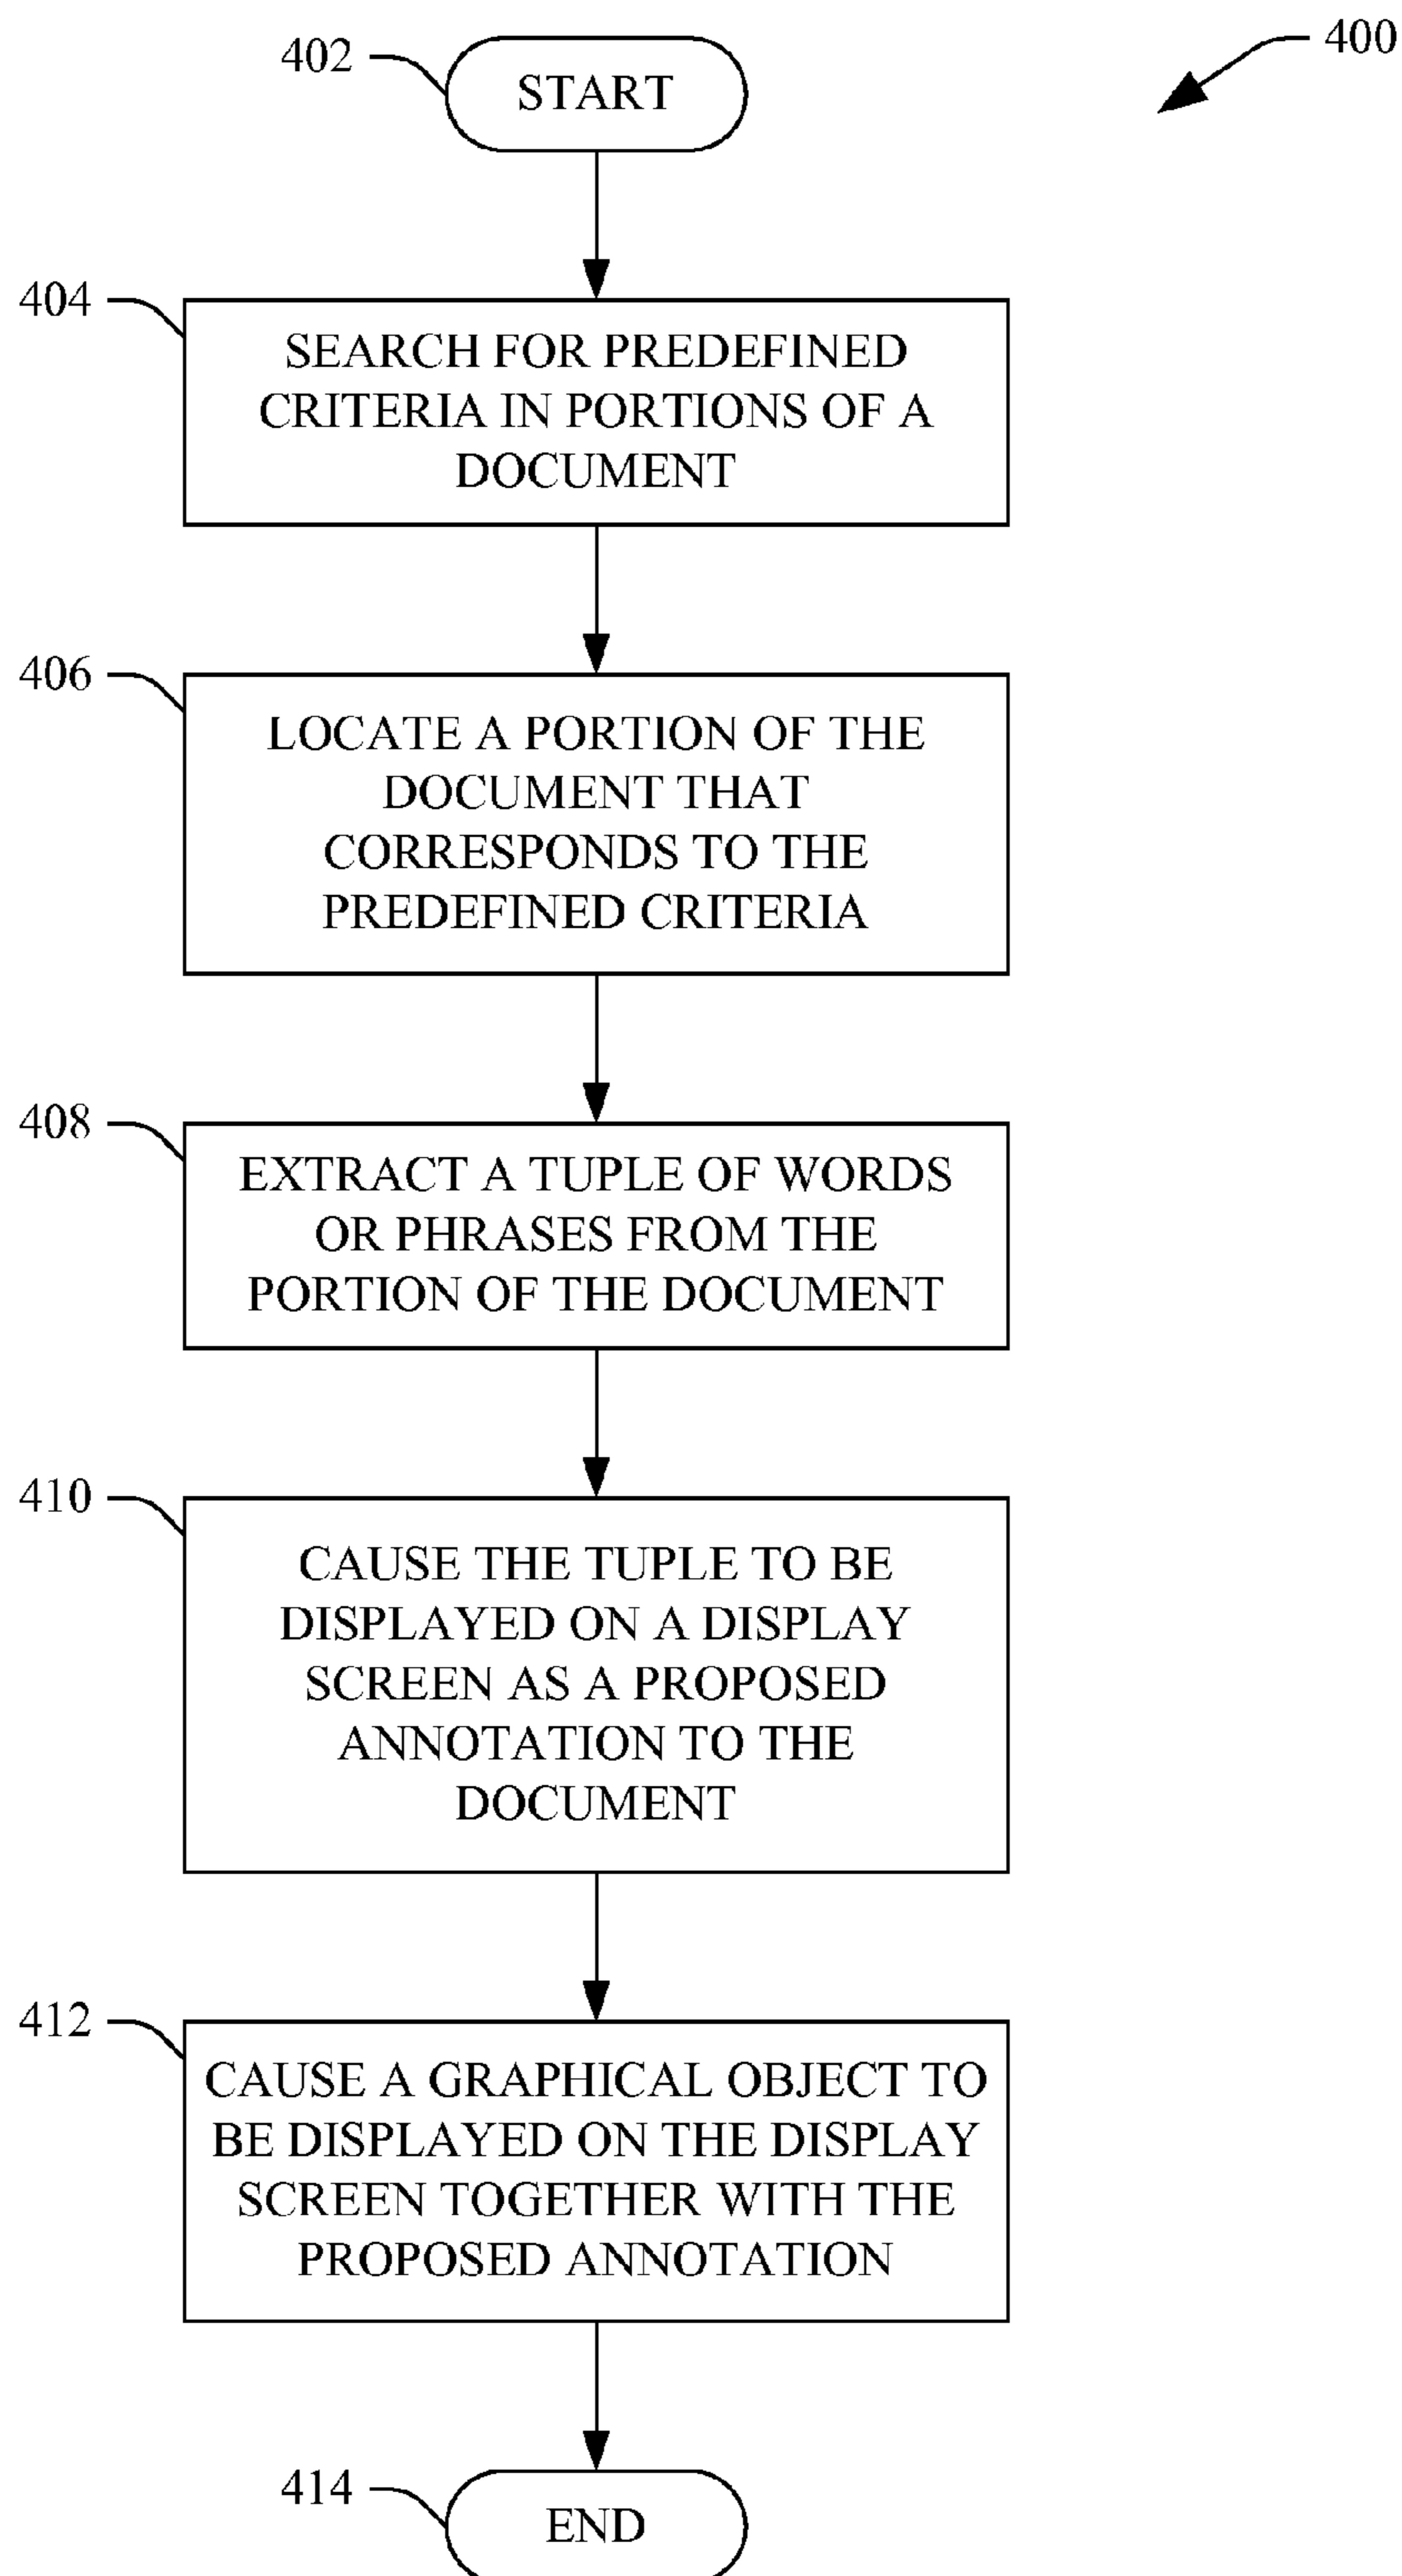 400
402
START
404
SEARCH FOR PREDEFINED
CRITERIA IN PORTIONS OF A
DOCUMENT
406
LOCATE A PORTION OF THE
DOCUMENT THAT
CORRESPONDS TO THE
PREDEFINED CRITERIA
408
EXTRACT A TUPLE OF WORDS
OR PHRASES FROM THE
PORTION OF THE DOCUMENT
410
CAUSE THE TUPLE TO BE
DISPLAYED ON A DISPLAY
SCREEN AS A PROPOSED
ANNOTATION TO THE
DOCUMENT
412
CAUSE A GRAPHICAL OBJECT TO
BE DISPLAYED ON THE DISPLAY
SCREEN TOGETHER WITH THE
PROPOSED ANNOTATION
414
END